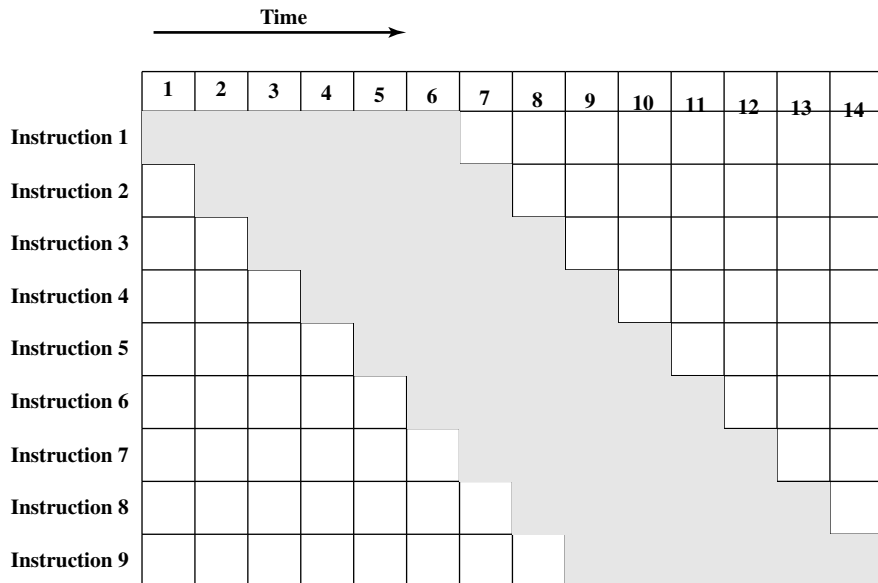 Time
1 2 3 4 5 6 7 8 9 10 11 12 13 14
Instruction 1
Instruction 2
Instruction 3
Instruction 4
Instruction 5
Instruction 6
Instruction 7
Instruction 8
Instruction 9